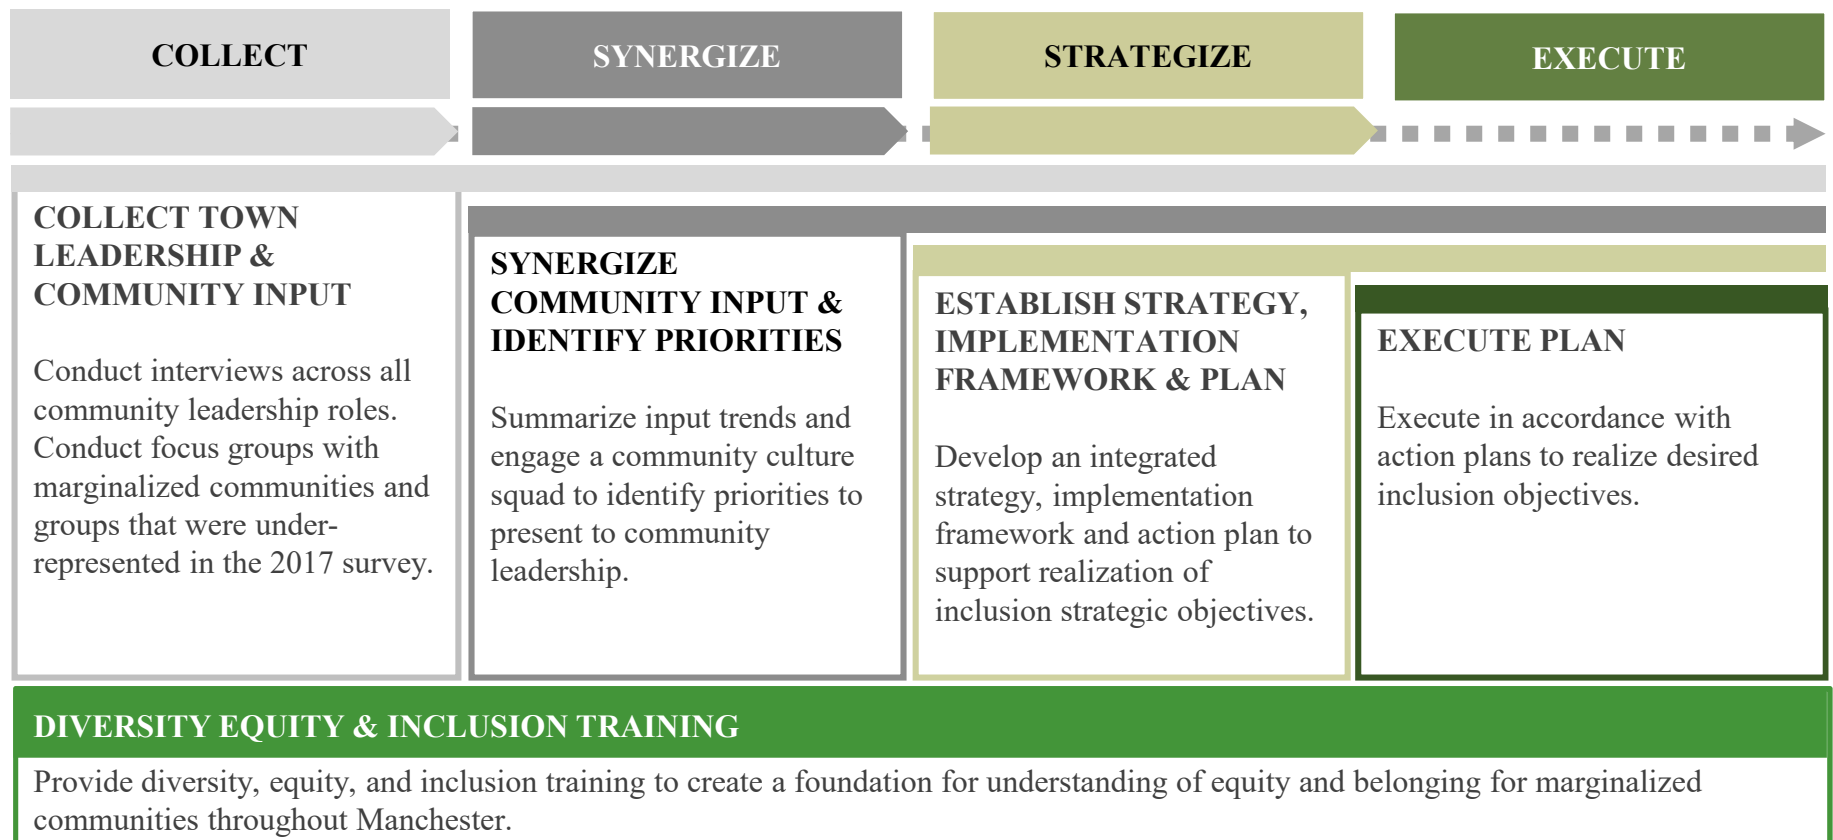 COLLECT
SYNERGIZE
STRATEGIZE
EXECUTE
COLLECT TOWN
LEADERSHIP &
COMMUNITY INPUT
Conduct interviews across all
community leadership roles.
Conduct focus groups with
marginalized communities and
groups that were under-
represented in the 2017 survey.
SYNERGIZE
COMMUNITY INPUT &
IDENTIFY PRIORITIES
Summarize input trends and
engage a community culture
squad to identify priorities to
present to community
leadership.
ESTABLISH STRATEGY,
IMPLEMENTATION
FRAMEWORK & PLAN
Develop an integrated
strategy, implementation
framework and action plan to
support realization of
inclusion strategic objectives.
EXECUTE PLAN
Execute in accordance with
action plans to realize desired
inclusion objectives.
DIVERSITY EQUITY & INCLUSION TRAINING
Provide diversity, equity, and inclusion training to create a foundation for understanding of equity and belonging for marginalized
communities throughout Manchester.